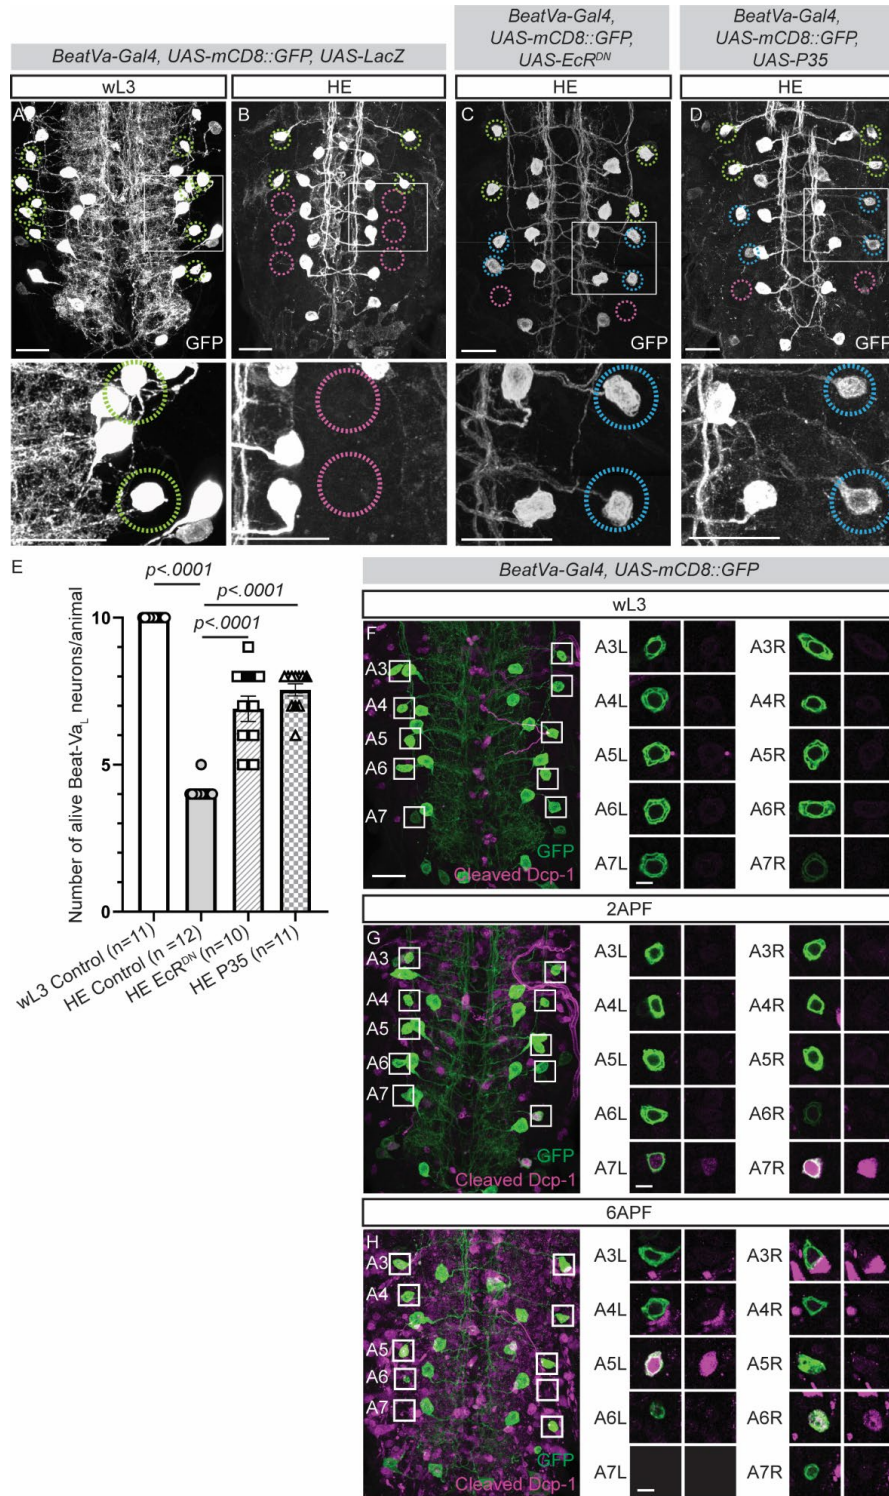 BeatVa-Gal4, UAS-mCD8::GFP, UAS-LacZ
BeatVa-Gal4,
UAS-mCD8::GFP,
UAS-EcR^DN
BeatVa-Gal4,
UAS-mCD8::GFP,
UAS-P35
wL3
HE
HE
HE
A
GFP
B
GFP
C
GFP
D
GFP
E
p<.0001
p<.0001
p<.0001
Number of alive Beat-Va_L neurons/animal
10
5
0
wL3 Control (n=11)
HE Control (n =12)
HE EcR^DN (n=10)
HE P35 (n=11)
BeatVa-Gal4, UAS-mCD8::GFP
wL3
F
A3
A4
A5
A6
A7
GFP
Cleaved Dcp-1
A3L
A4L
A5L
A6L
A7L
A3R
A4R
A5R
A6R
A7R
2APF
G
A3
A4
A5
A6
A7
GFP
Cleaved Dcp-1
A3L
A4L
A5L
A6L
A7L
A3R
A4R
A5R
A6R
A7R
6APF
H
A3
A4
A5
A6
A7
GFP
Cleaved Dcp-1
A3L
A4L
A5L
A6L
A7L
A3R
A4R
A5R
A6R
A7R